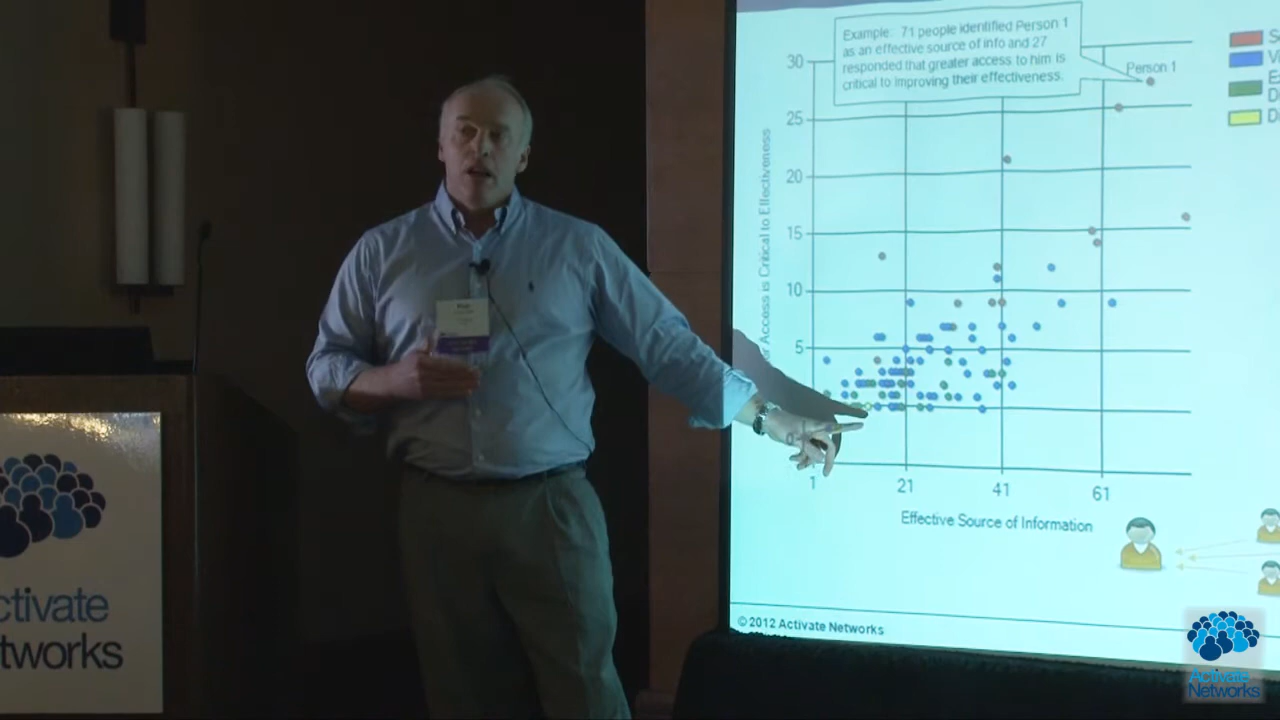 Example: 71 people identified Person 1
as an effective source of info and 27
responded that greater access to him is
critical to improving their effectiveness.
Person 1
30
25
20
15
10
5
Access is Critical to Effectiveness
1 21 41 61
Effective Source of Information
© 2012 Activate Networks
ctivate
tworks
Activate
Networks